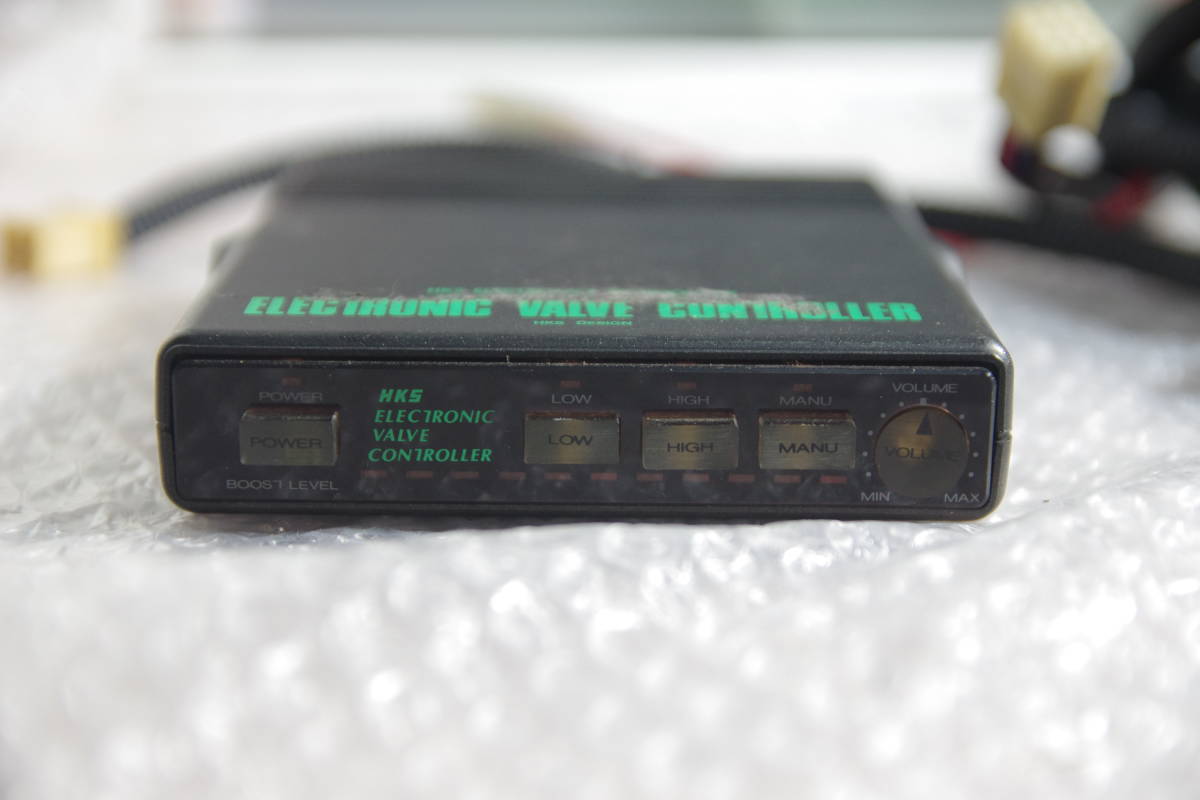 ELECTRONIC VALVE CONTROLLER
HKS DESIGN
POWER
POWER
BOOST LEVEL
HKS
ELECTRONIC
VALVE
CONTROLLER
LOW
LOW
HIGH
HIGH
MANU
MANU
VOLUME
VOLUME
MIN
MAX